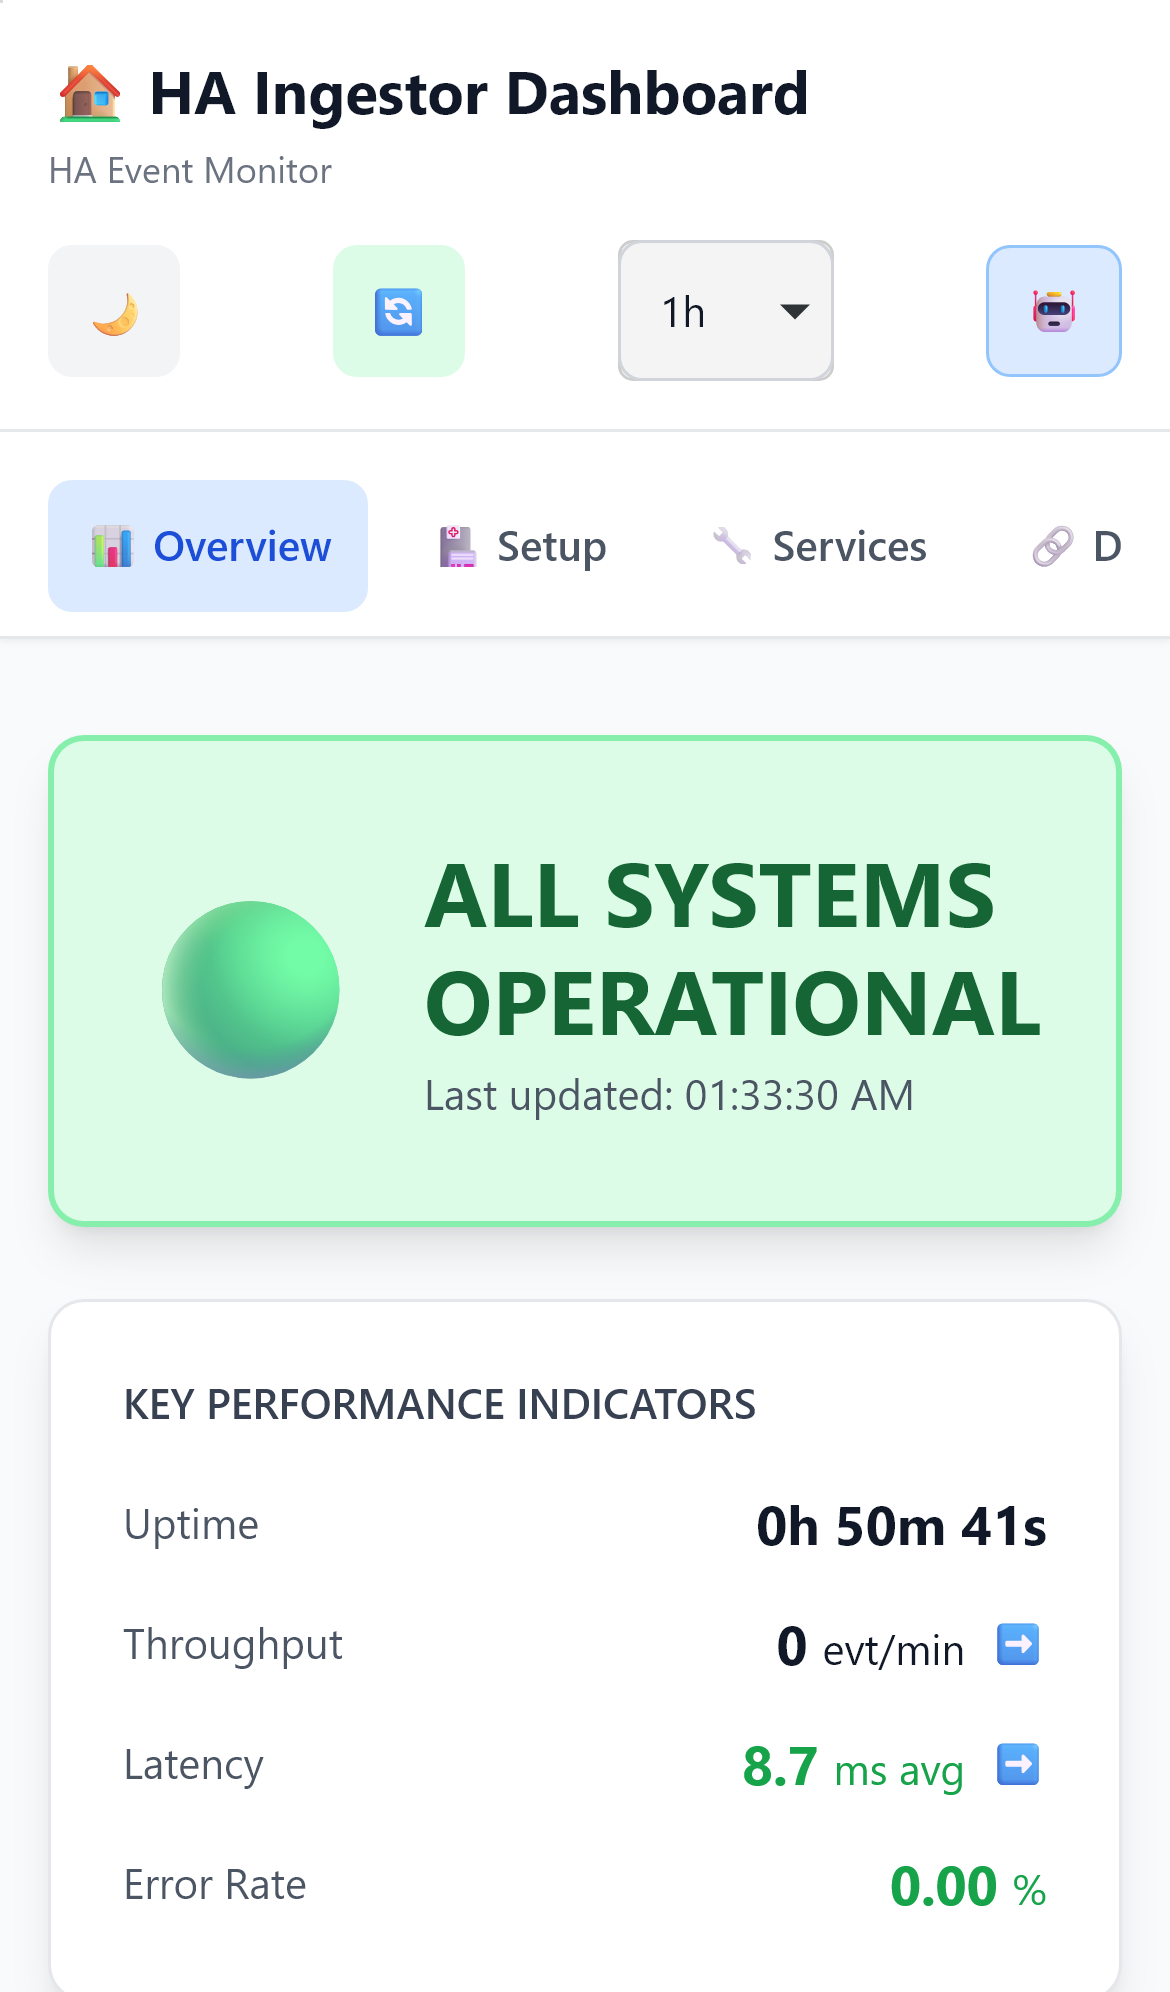 HA Ingestor Dashboard
HA Event Monitor
1h
Overview Setup Services D
ALL SYSTEMS
OPERATIONAL
Last updated: 01:33:30 AM
KEY PERFORMANCE INDICATORS
Uptime 0h 50m 41s
Throughput 0 evt/min
Latency 8.7 ms avg
Error Rate 0.00 %